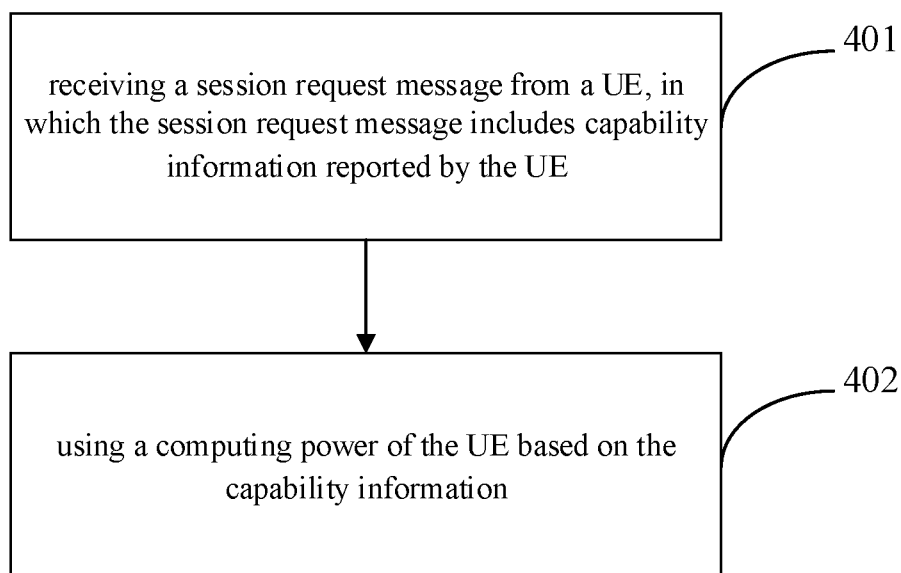 receiving a session request message from a UE, in
which the session request message includes capability
information reported by the UE
401
using a computing power of the UE based on the
capability information
402